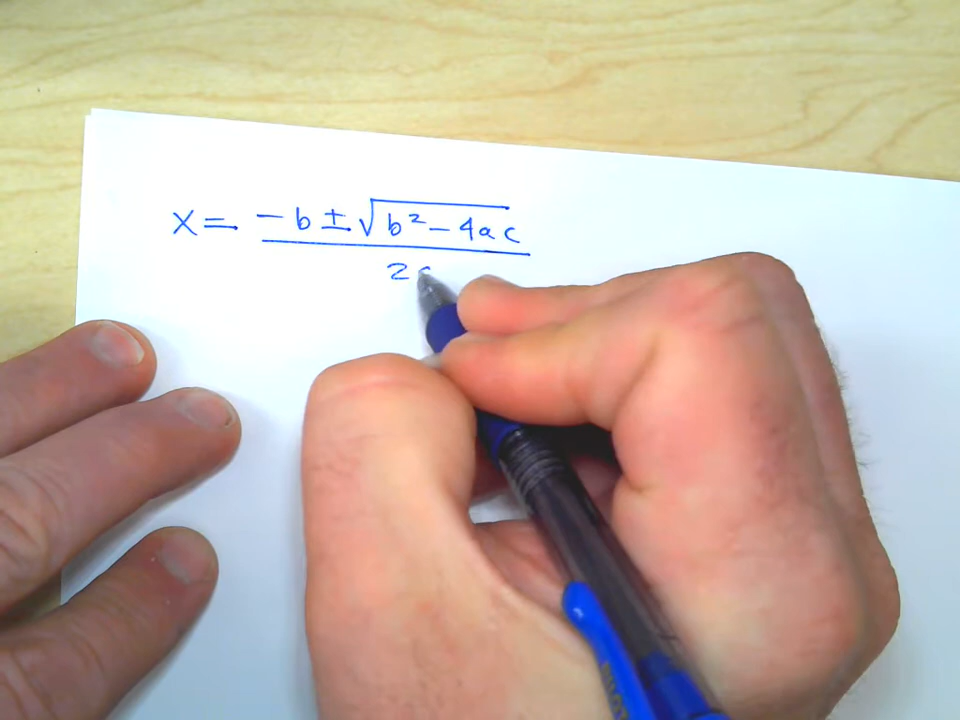 x = -b ± √b² - 4ac
2